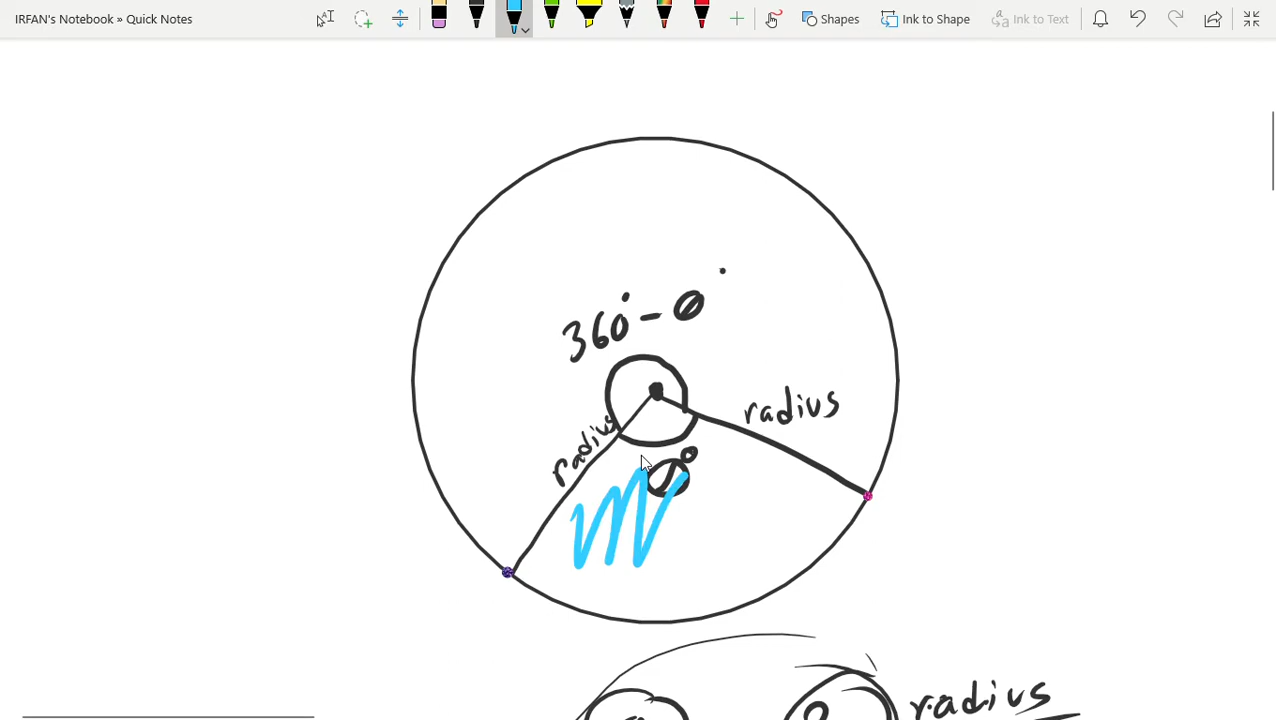 IRFAN's Notebook » Quick Notes
Shapes
Ink to Shape
Ink to Text
360° - θ
radius
radius
θ°
radius